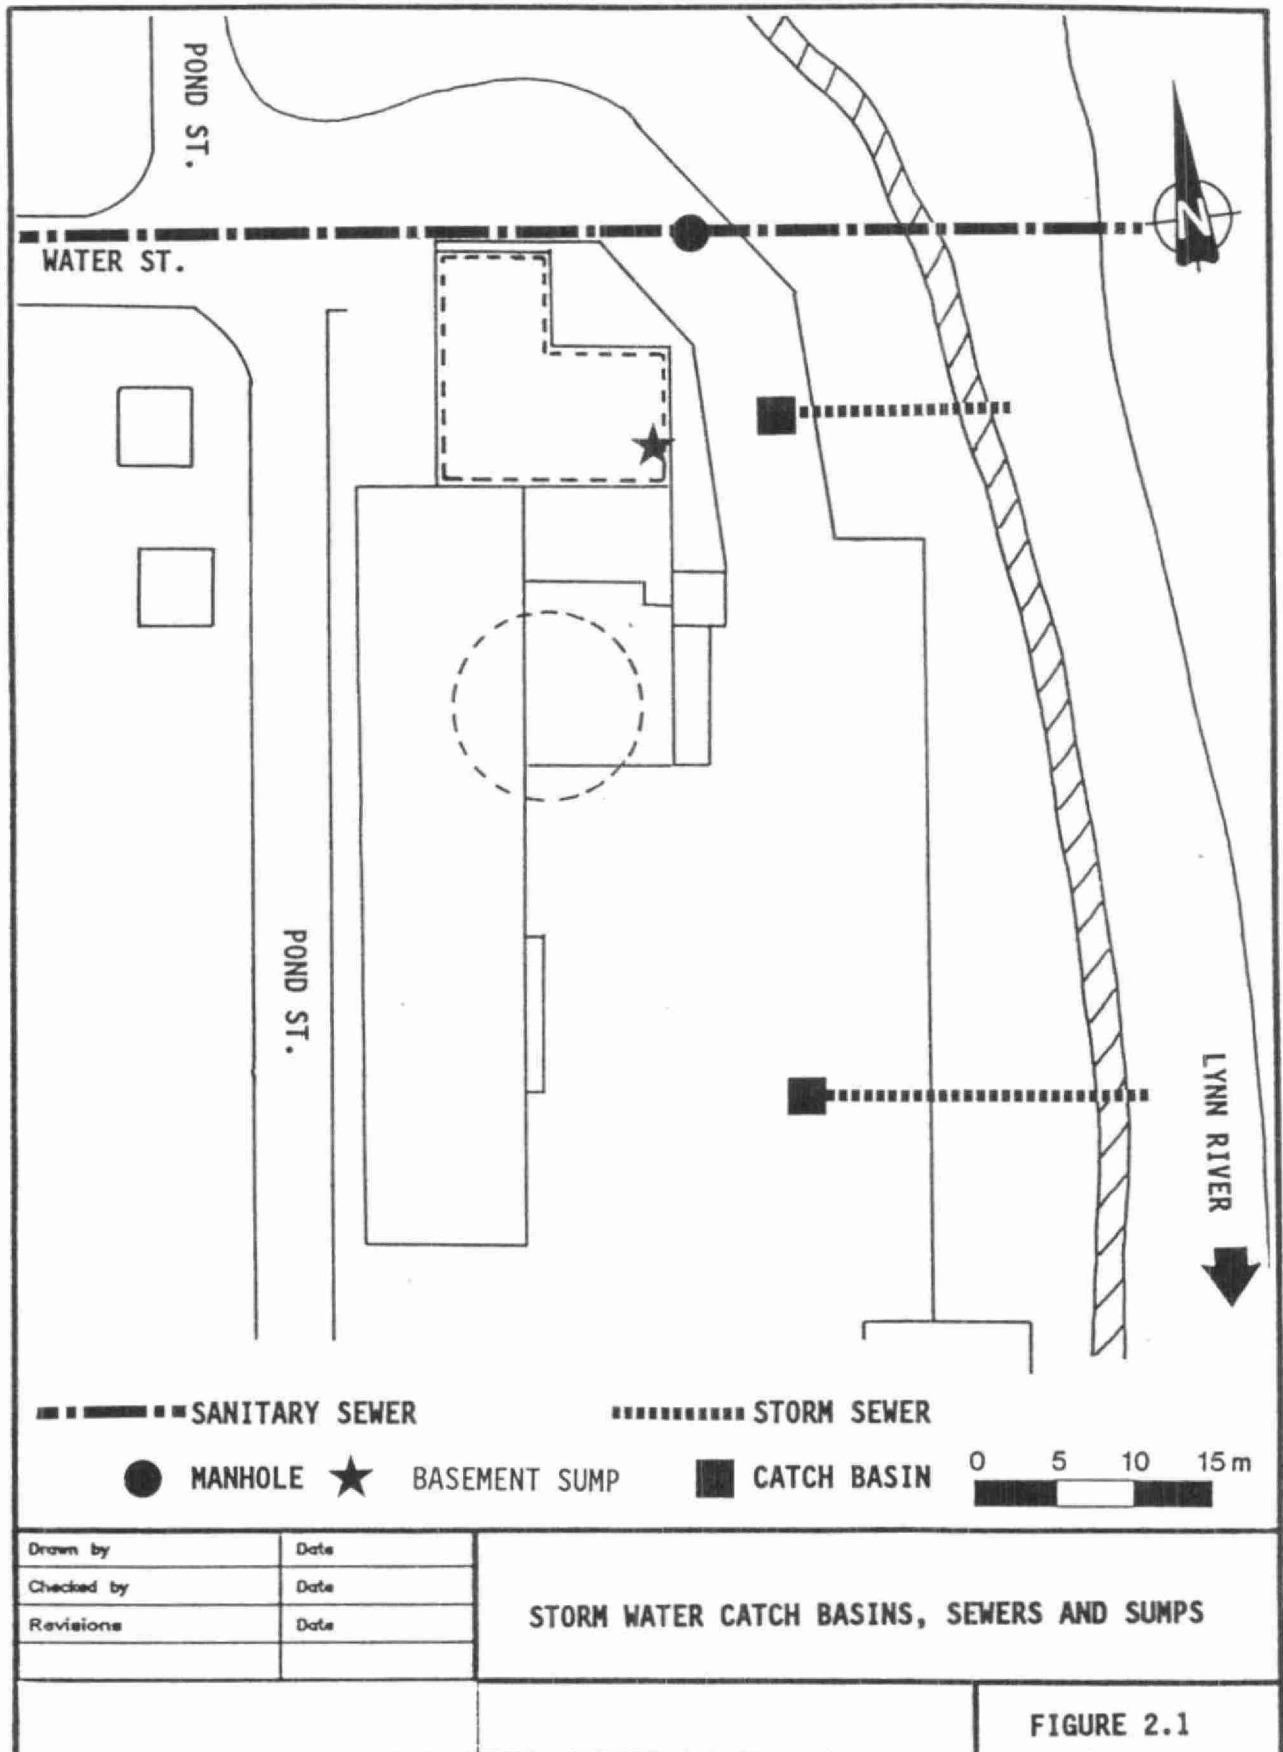 POND ST.
WATER ST.
N
POND ST.
LYNN RIVER
SANITARY SEWER
STORM SEWER
MANHOLE
BASEMENT SUMP
CATCH BASIN
0 5 10 15 m
Drawn by Date
Checked by Date
Revisions Date
STORM WATER CATCH BASINS, SEWERS AND SUMPS
FIGURE 2.1